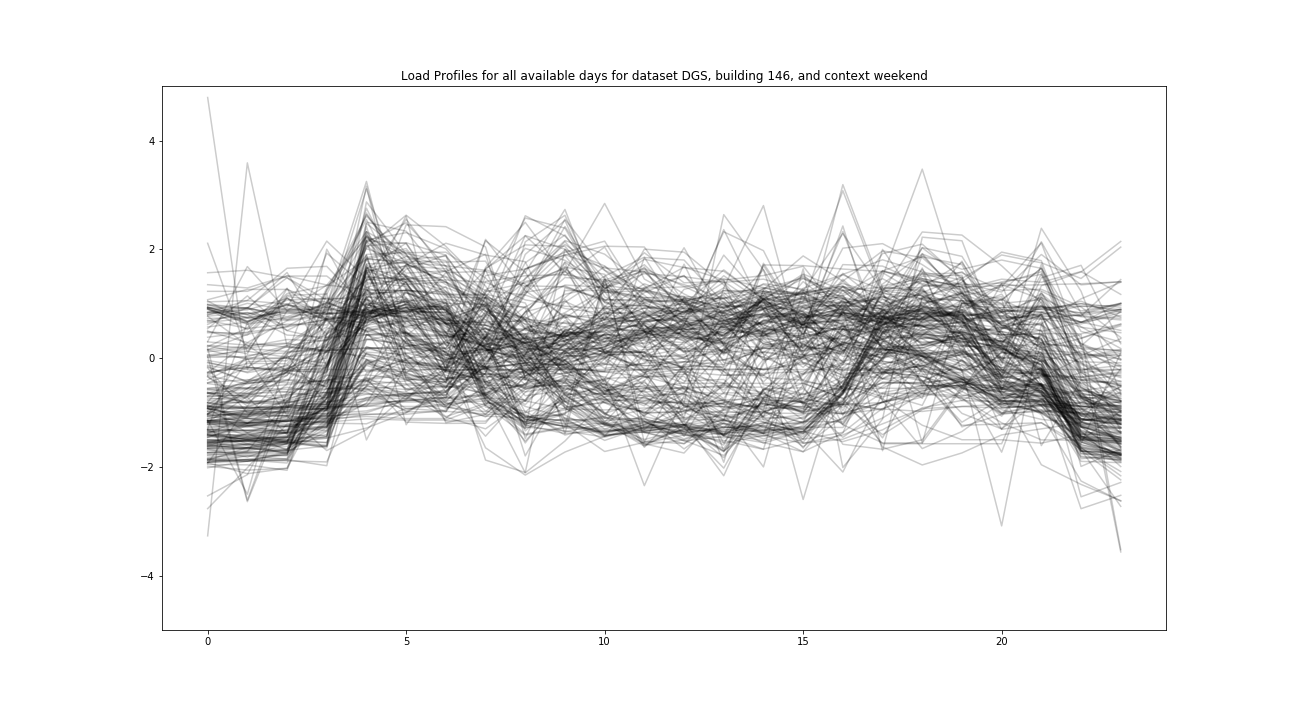 Load Profiles for all available days for dataset DGS, building 146, and context weekend
4
2
0
−2
−4
0 5 10 15 20